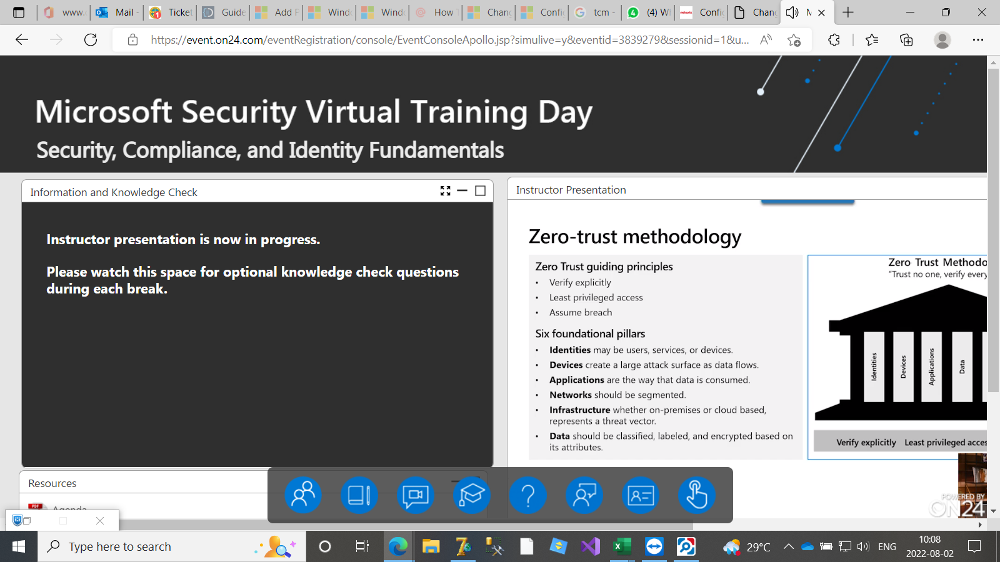 www.
Mail -
Ticket
Guide
Add P
Windo
Windo
How T
Chang
Config
tcm -
(4) Wh
Config
Chang
M
https://event.on24.com/eventRegistration/console/EventConsoleApollo.jsp?simulive=y&eventid=3839279&sessionid=1&u...
Microsoft Security Virtual Training Day
Security, Compliance, and Identity Fundamentals
Information and Knowledge Check
Instructor presentation is now in progress.
Please watch this space for optional knowledge check questions
during each break.
Resources
PDF
Agenda
Instructor Presentation
Zero-trust methodology
Zero Trust guiding principles
• Verify explicitly
• Least privileged access
• Assume breach
Six foundational pillars
• Identities may be users, services, or devices.
• Devices create a large attack surface as data flows.
• Applications are the way that data is consumed.
• Networks should be segmented.
• Infrastructure whether on-premises or cloud based,
represents a threat vector.
• Data should be classified, labeled, and encrypted based on
its attributes.
Zero Trust Methodo
"Trust no one, verify every
Identities
Devices
Applications
Data
Verify explicitly Least privileged acces
POWERED BY
ON24
Type here to search
29°C
ENG
10:08
2022-08-02